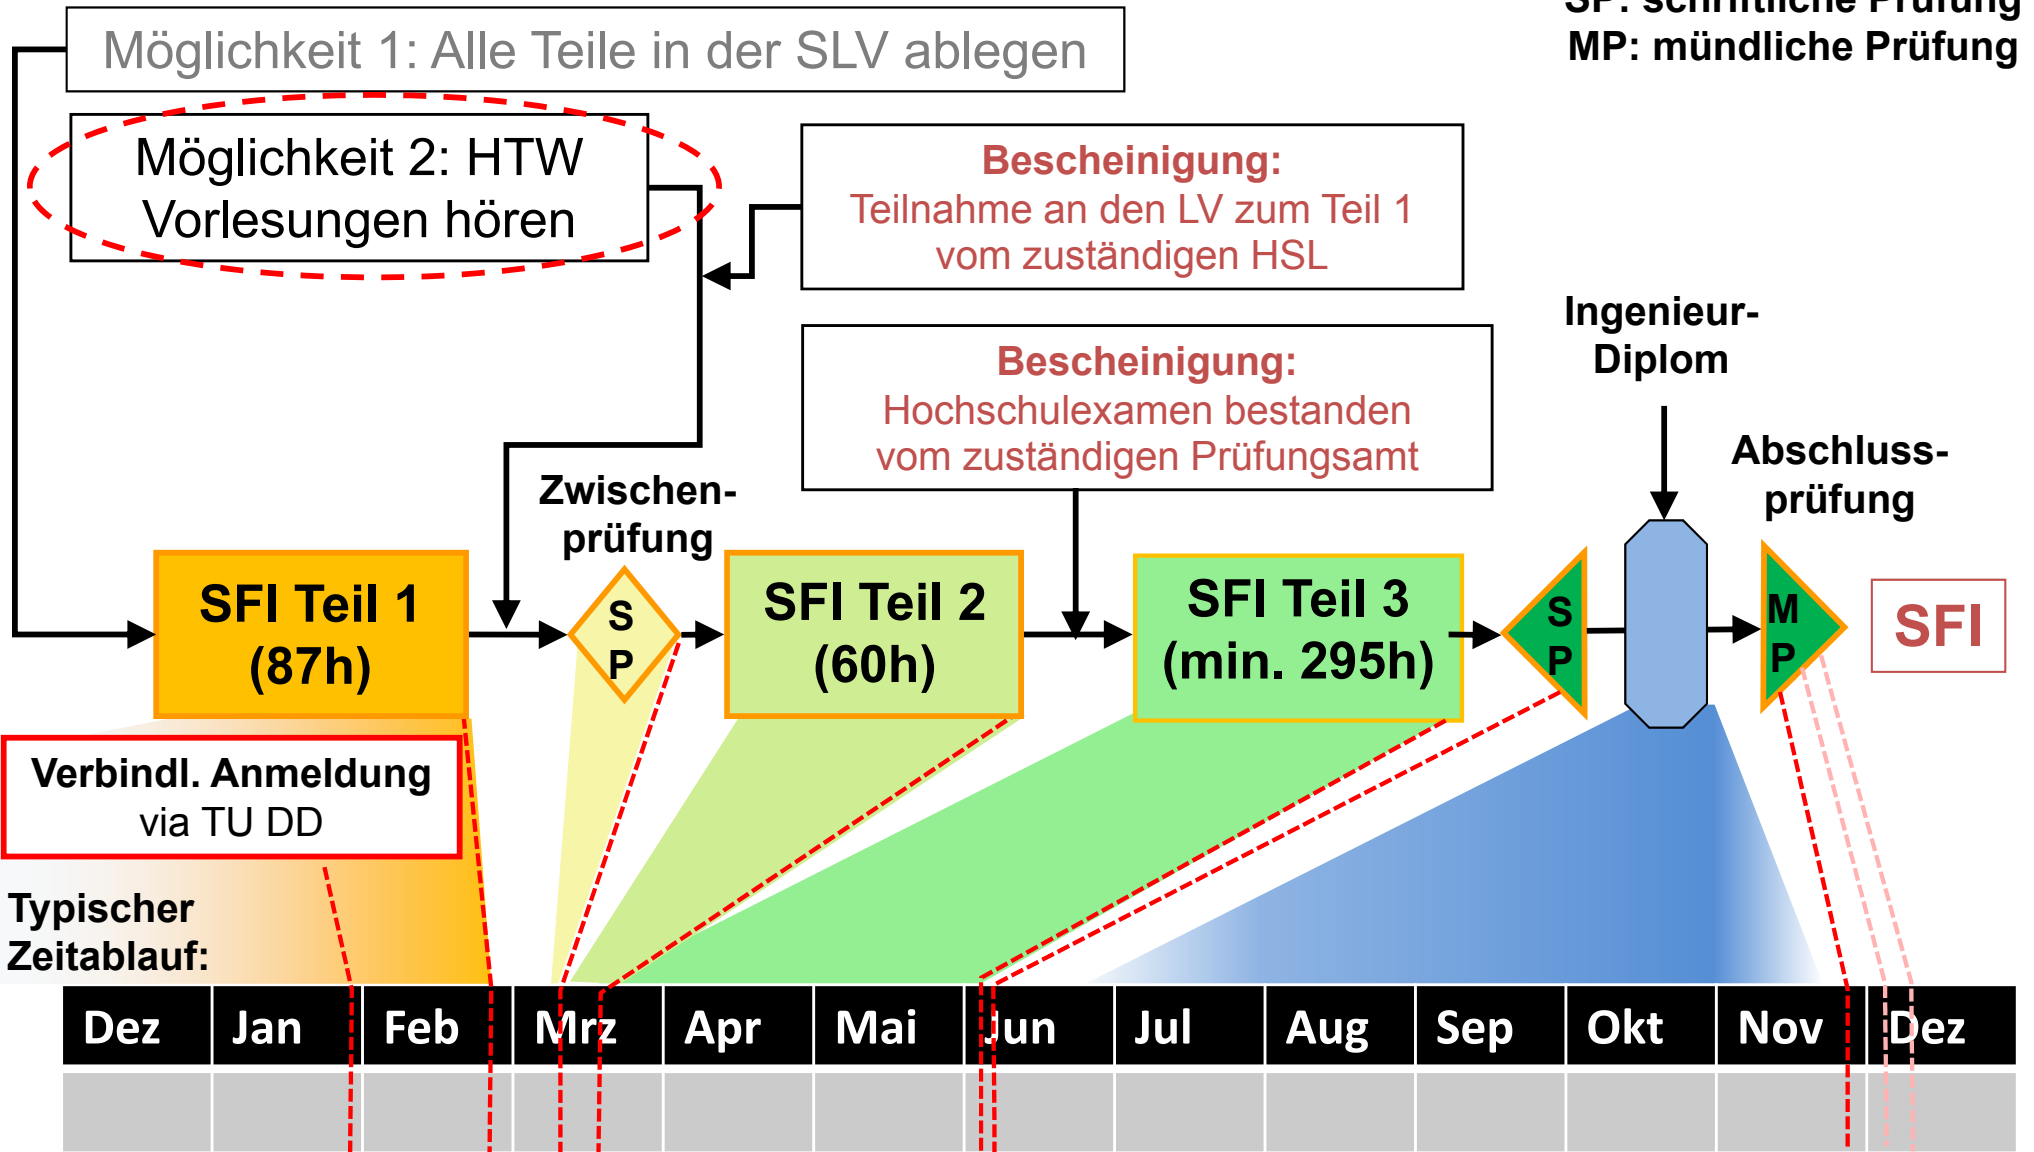 SP: schriftliche Prüfung
MP: mündliche Prüfung
Möglichkeit 1: Alle Teile in der SLV ablegen
Möglichkeit 2: HTW
Vorlesungen hören
Bescheinigung:
Teilnahme an den LV zum Teil 1
vom zuständigen HSL
Bescheinigung:
Hochschulexamen bestanden
vom zuständigen Prüfungsamt
Ingenieur-
Diplom
Abschluss-
prüfung
Zwischen-
prüfung
SFI Teil 1
(87h)
S
P
SFI Teil 2
(60h)
SFI Teil 3
(min. 295h)
S
P
M
P
SFI
Verbindl. Anmeldung
via TU DD
Typischer
Zeitablauf:
Dez Jan Feb Mrz Apr Mai Jun Jul Aug Sep Okt Nov Dez